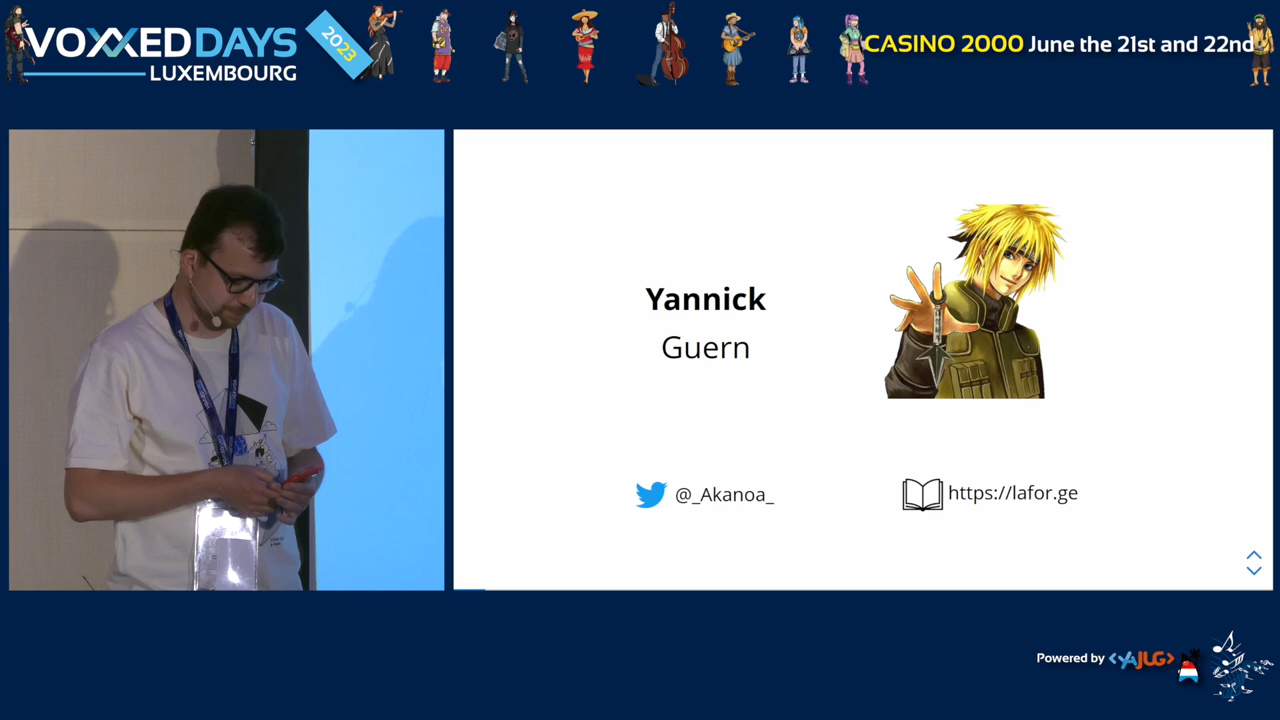 VOXXED DAYS
2023
LUXEMBOURG
CASINO 2000 June the 21st and 22nd
Yannick
Guern
@_Akanoa_
https://lafor.ge
Powered by <YAJUG>